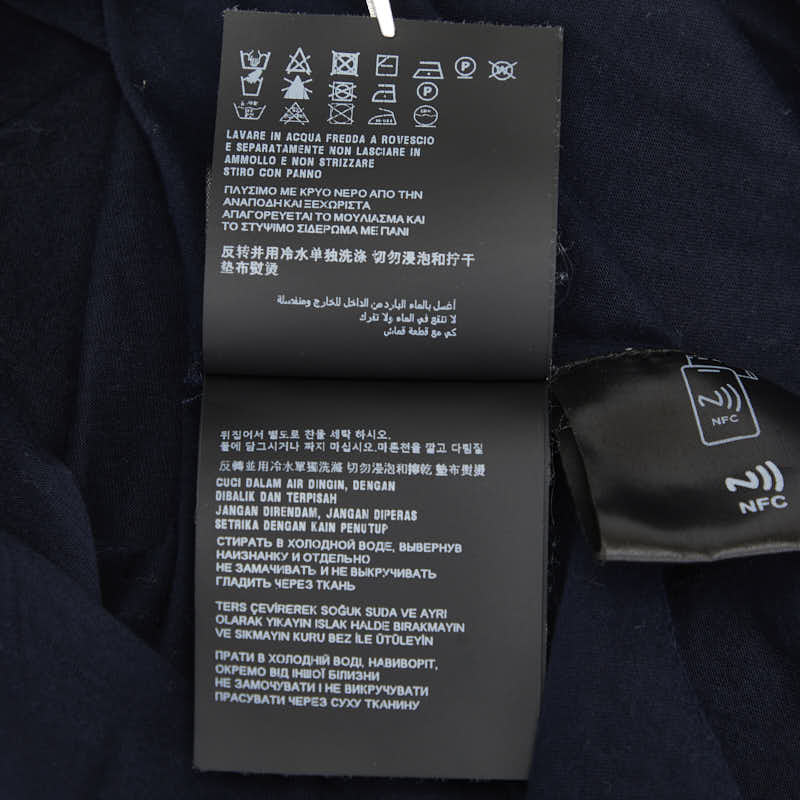 P
W
P
LAVARE IN ACQUA FREDDA A ROVESCIO
E SEPARATAMENTE NON LASCIARE IN
AMMOLLO E NON STRIZZARE
STIRO CON PANNO
ΠΛΥΣΙΜΟ ΜΕ ΚΡΥΟ ΝΕΡΟ ΑΠΟ ΤΗΝ
ΑΝΑΠΟΔΗ ΚΑΙ ΞΕΧΩΡΙΣΤΑ
ΑΠΑΓΟΡΕΥΕΤΑΙ ΤΟ ΜΟΥΛΙΑΣΜΑ ΚΑΙ
ΤΟ ΣΤΥΨΙΜΟ ΣΙΔΕΡΩΜΑ ΜΕ ΠΑΝΙ
反转并用冷水单独洗涤 切勿浸泡和拧干
垫布熨烫
أغسل بالماء البارد من الداخل للخارج ومنفصلة
لا تنقع في الماء ولا تفرك
كي مع قطعة قماش
뒤집어서 별도로 찬물 세탁 하시오.
물에 담그시거나 짜지 마십시오.마른천을 깔고 다림질
反轉並用冷水單獨洗滌 切勿浸泡和擰乾 墊布熨燙
CUCI DALAM AIR DINGIN, DENGAN
DIBALIK DAN TERPISAH
JANGAN DIRENDAM, JANGAN DIPERAS
SETRIKA DENGAN KAIN PENUTUP
СТИРАТЬ В ХОЛОДНОЙ ВОДЕ, ВЫВЕРНУВ
НАИЗНАНКУ И ОТДЕЛЬНО
НЕ ЗАМАЧИВАТЬ И НЕ ВЫКРУЧИВАТЬ
ГЛАДИТЬ ЧЕРЕЗ ТКАНЬ
TERS ÇEVİREREK SOĞUK SUDA VE AYRI
OLARAK YIKAYIN ISLAK HALDE BIRAKMAYIN
VE SIKMAYIN KURU BEZ İLE ÜTÜLEYİN
ПРАТИ В ХОЛОДНІЙ ВОДІ, НАВИВОРІТ,
ОКРЕМО ВІД ІНШОЇ БІЛИЗНИ
НЕ ЗАМОЧУВАТИ І НЕ ВИКРУЧУВАТИ
ПРАСУВАТИ ЧЕРЕЗ СУХУ ТКАНИНУ
NFC
NFC